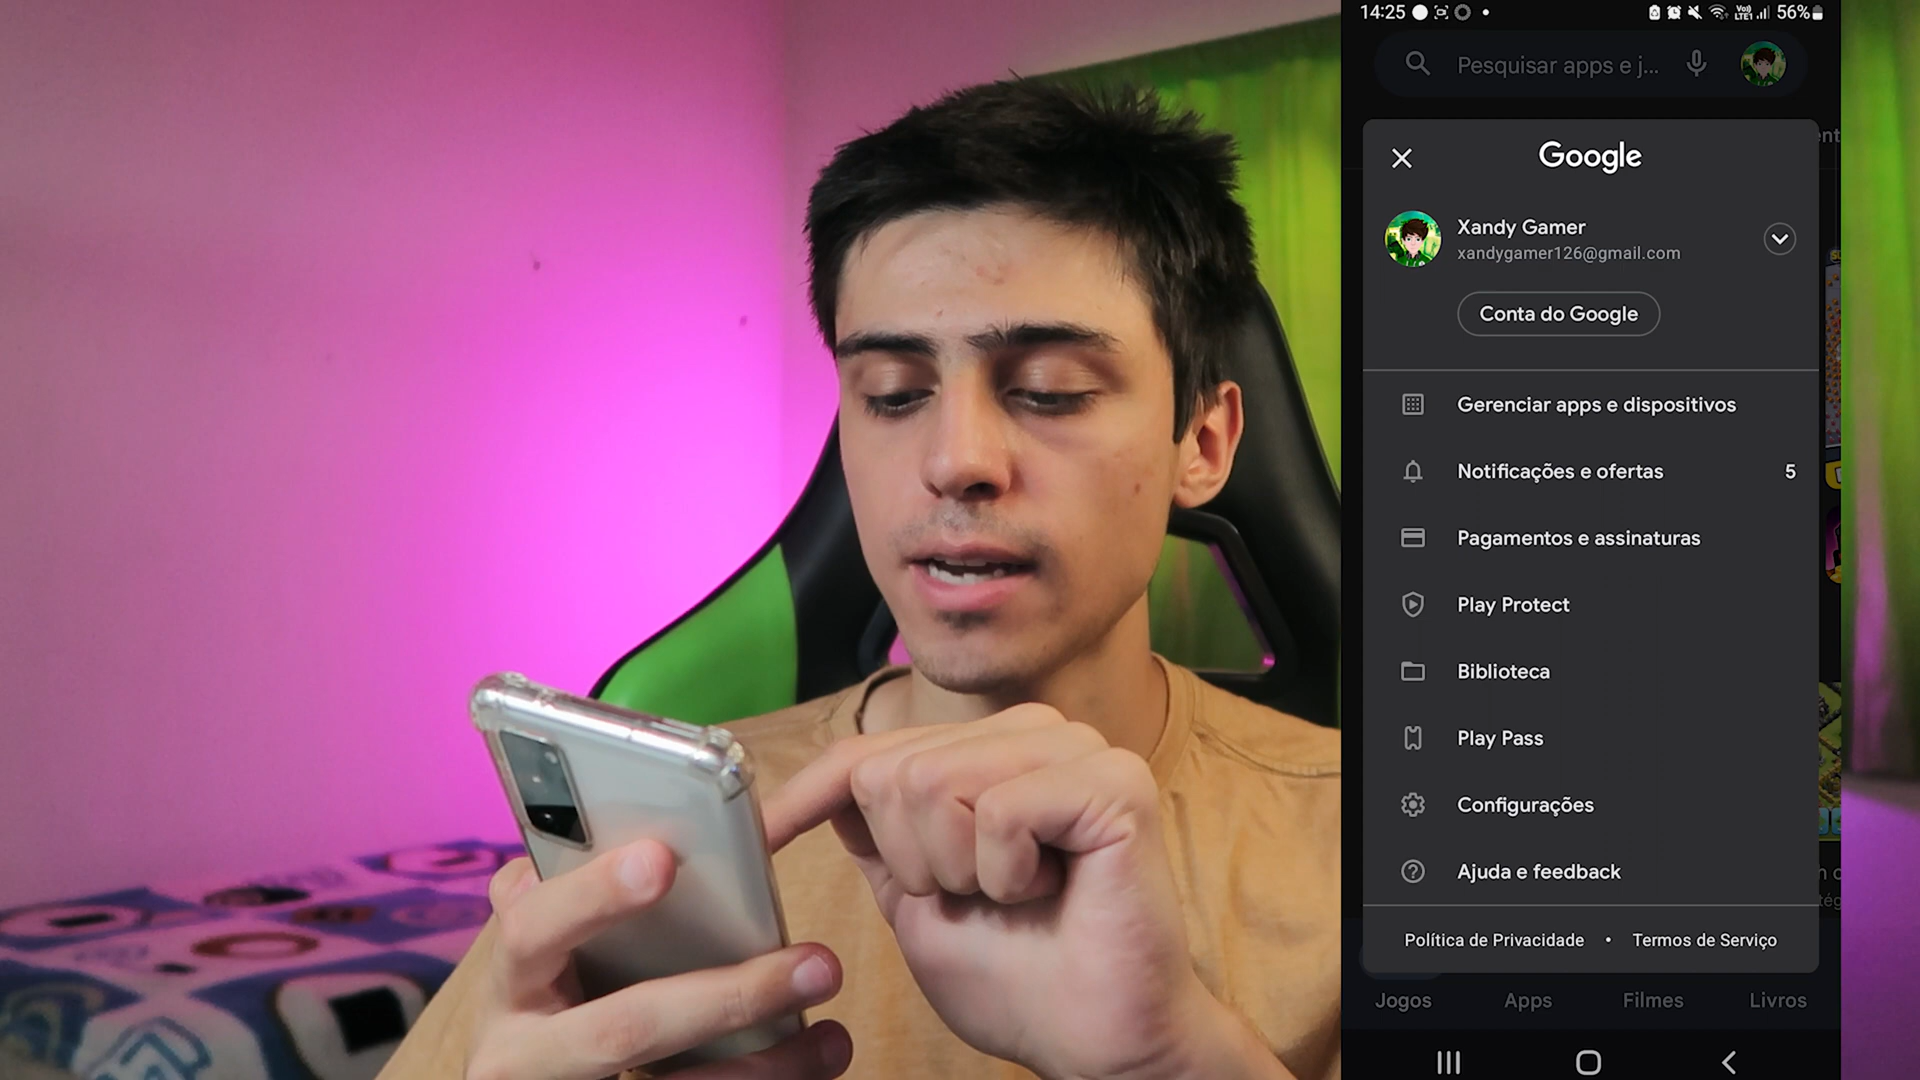 14:25
56%
Pesquisar apps e j...
Google
Xandy Gamer
xandygamer126@gmail.com
Conta do Google
Gerenciar apps e dispositivos
Notificações e ofertas 5
Pagamentos e assinaturas
Play Protect
Biblioteca
Play Pass
Configurações
Ajuda e feedback
Política de Privacidade • Termos de Serviço
Jogos Apps Filmes Livros